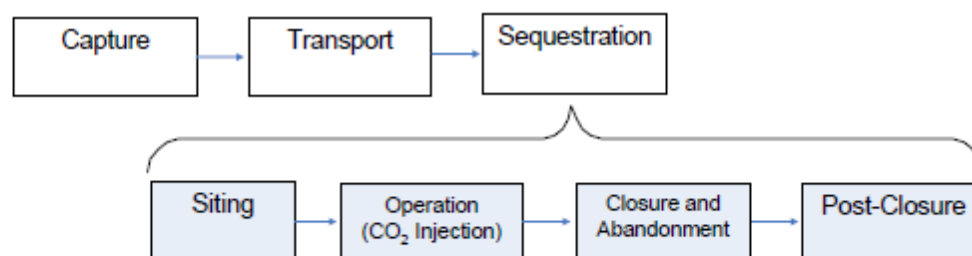 Capture
Transport
Sequestration
Siting
Operation
(CO₂ Injection)
Closure and
Abandonment
Post-Closure